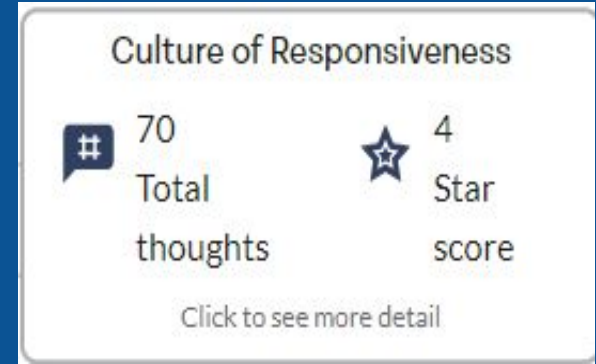 Culture of Responsiveness
70
Total
thoughts
4
Star
score
Click to see more detail